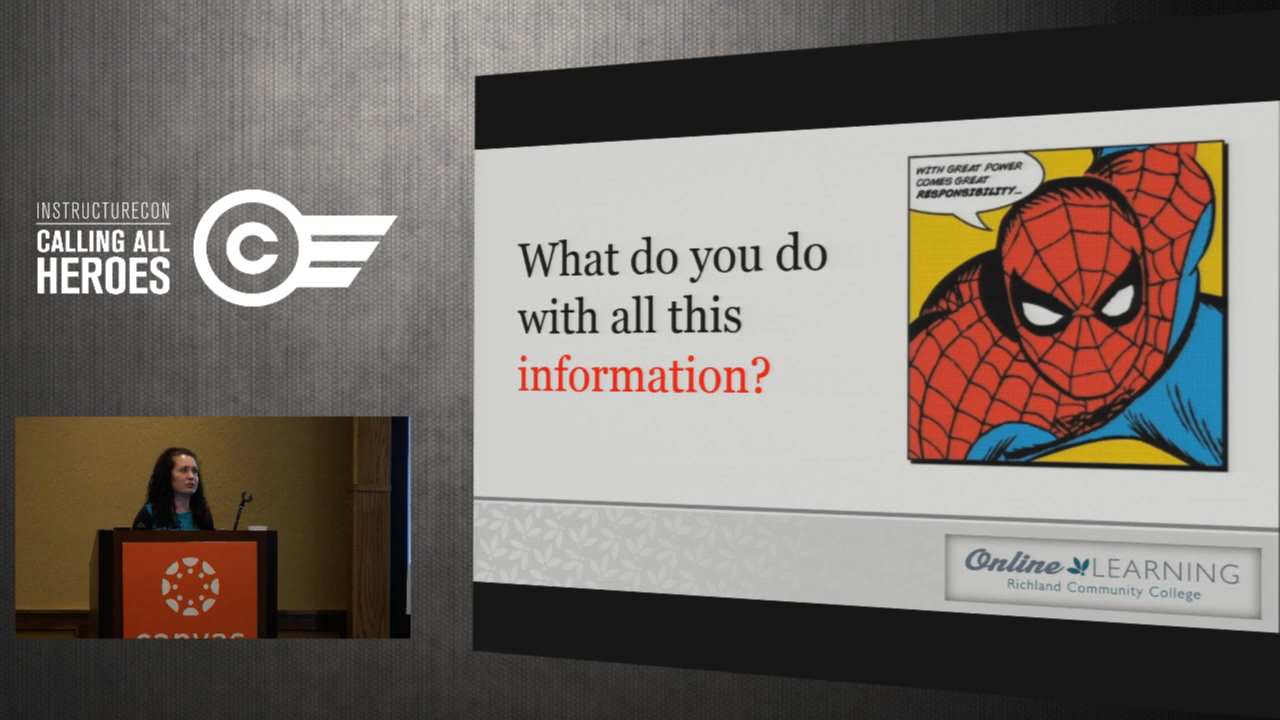 INSTRUCTURECON
CALLING ALL
HEROES
C
What do you do
with all this
information?
WITH GREAT POWER
COMES GREAT
RESPONSIBILITY...
Online LEARNING
Richland Community College
canvas